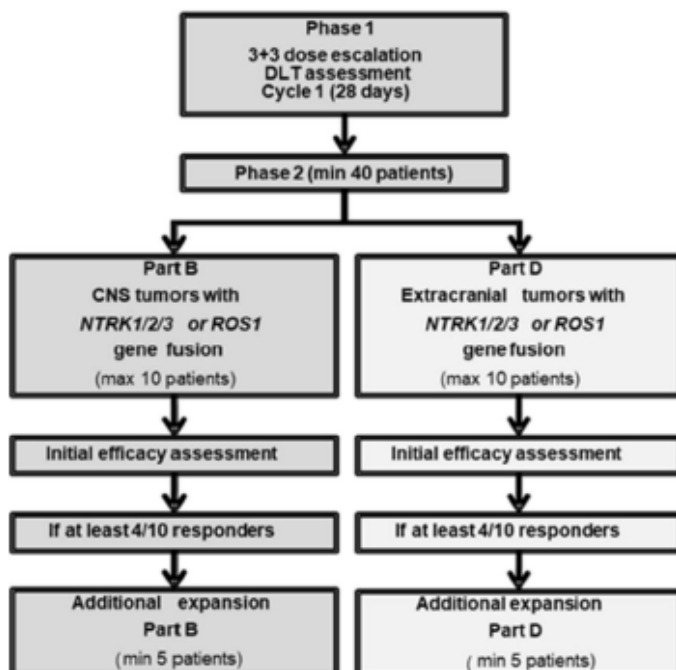 Phase 1
3+3 dose escalation
DLT assessment
Cycle 1 (28 days)
Phase 2 (min 40 patients)
Part B
CNS tumors with
NTRK1/2/3 or ROS1
gene fusion
(max 10 patients)
Part D
Extracranial tumors with
NTRK1/2/3 or ROS1
gene fusion
(max 10 patients)
Initial efficacy assessment
Initial efficacy assessment
If at least 4/10 responders
If at least 4/10 responders
Additional expansion
Part B
(min 5 patients)
Additional expansion
Part D
( min 5 patients)